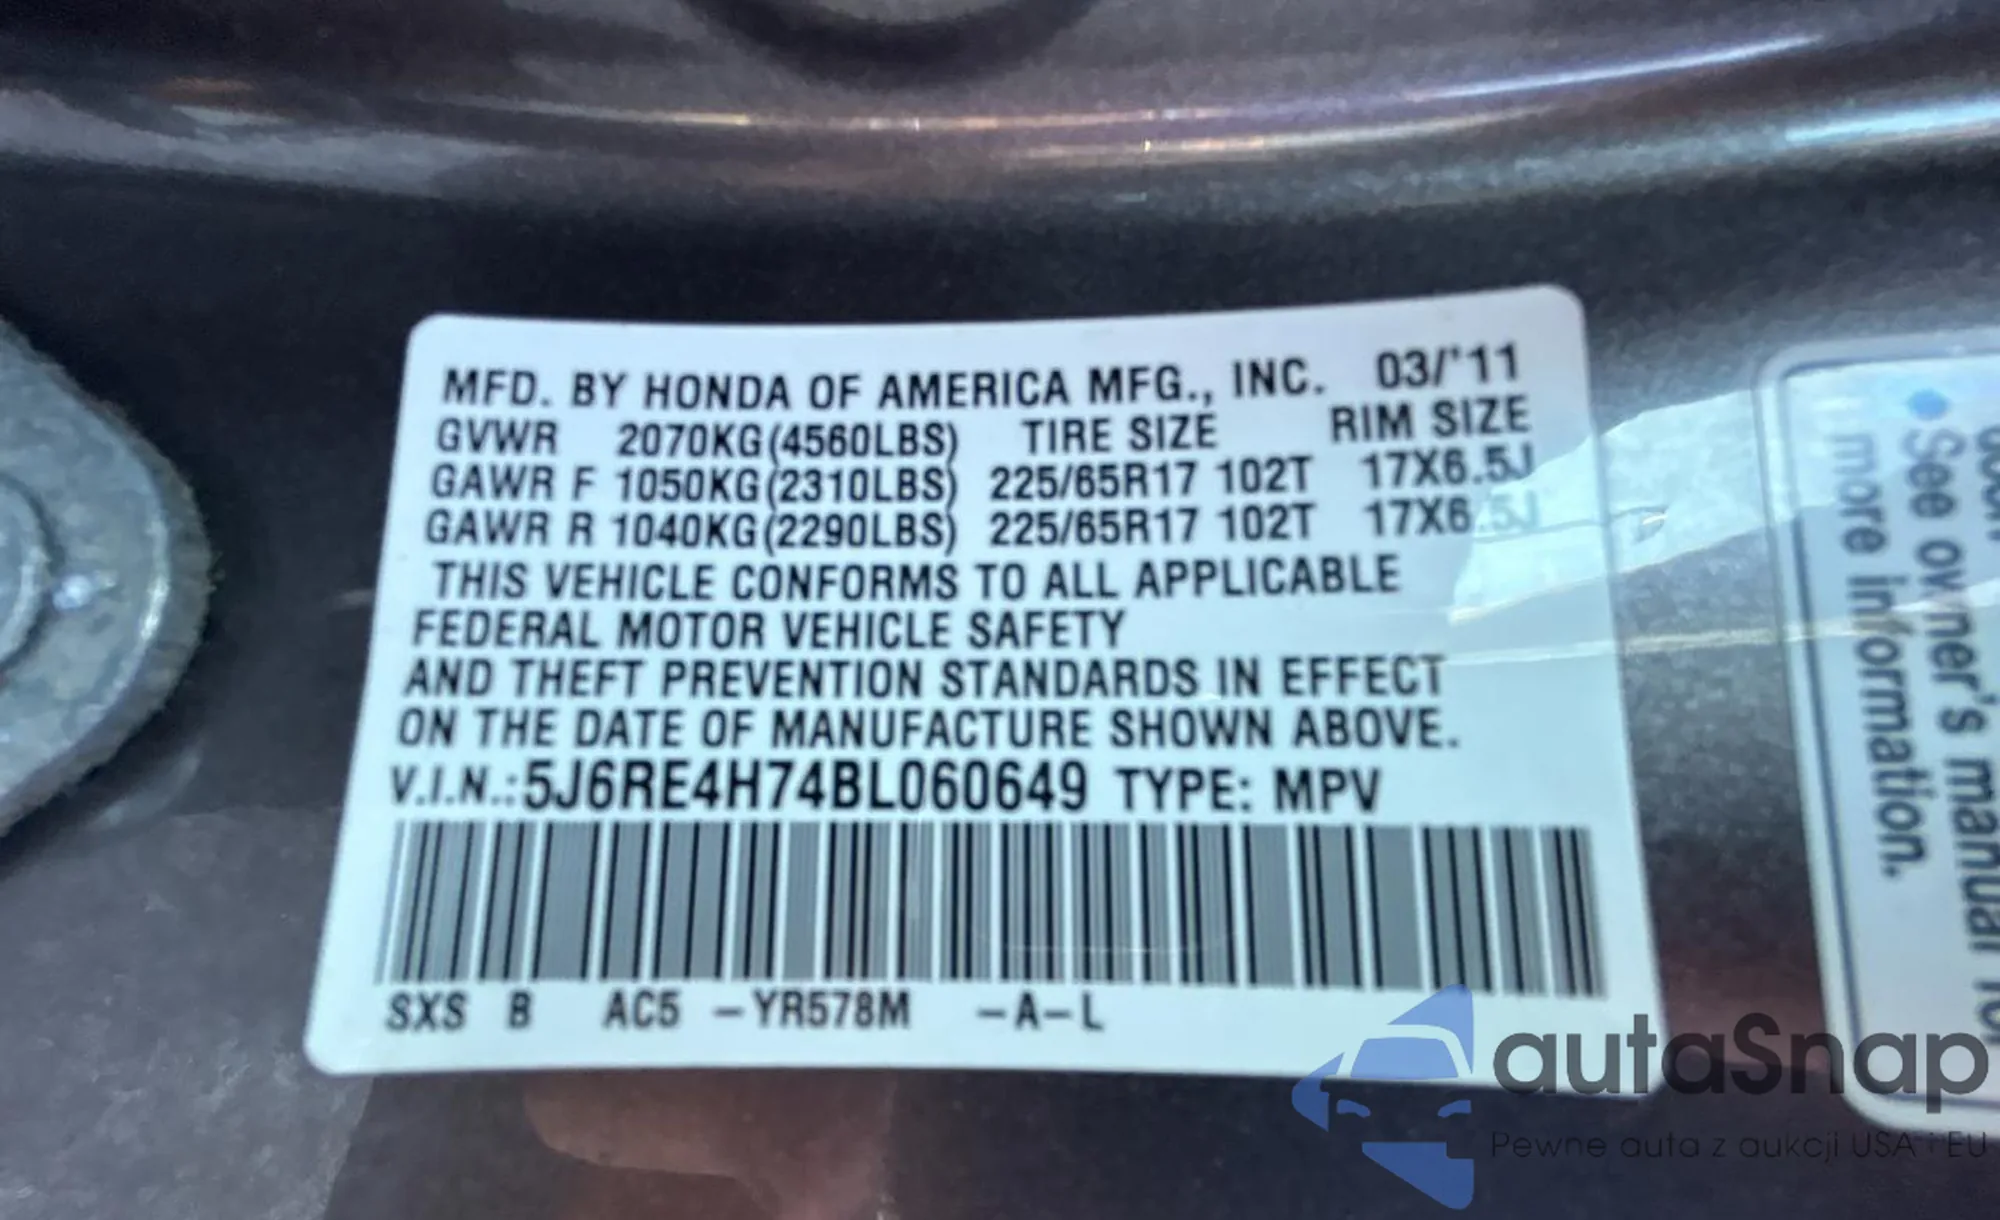 MFD. BY HONDA OF AMERICA MFG., INC. 03/'11
GVWR 2070KG(4560LBS) TIRE SIZE RIM SIZE
GAWR F 1050KG(2310LBS) 225/65R17 102T 17X6.5J
GAWR R 1040KG(2290LBS) 225/65R17 102T 17X6.5J
THIS VEHICLE CONFORMS TO ALL APPLICABLE
FEDERAL MOTOR VEHICLE SAFETY
AND THEFT PREVENTION STANDARDS IN EFFECT
ON THE DATE OF MANUFACTURE SHOWN ABOVE.
V.I.N.:5J6RE4H74BL060649 TYPE: MPV
SXS B AC5 -YR578M -A-L
• See owner's manual for
more information.
autaSnap
Pewne auta z aukcji USA i EU